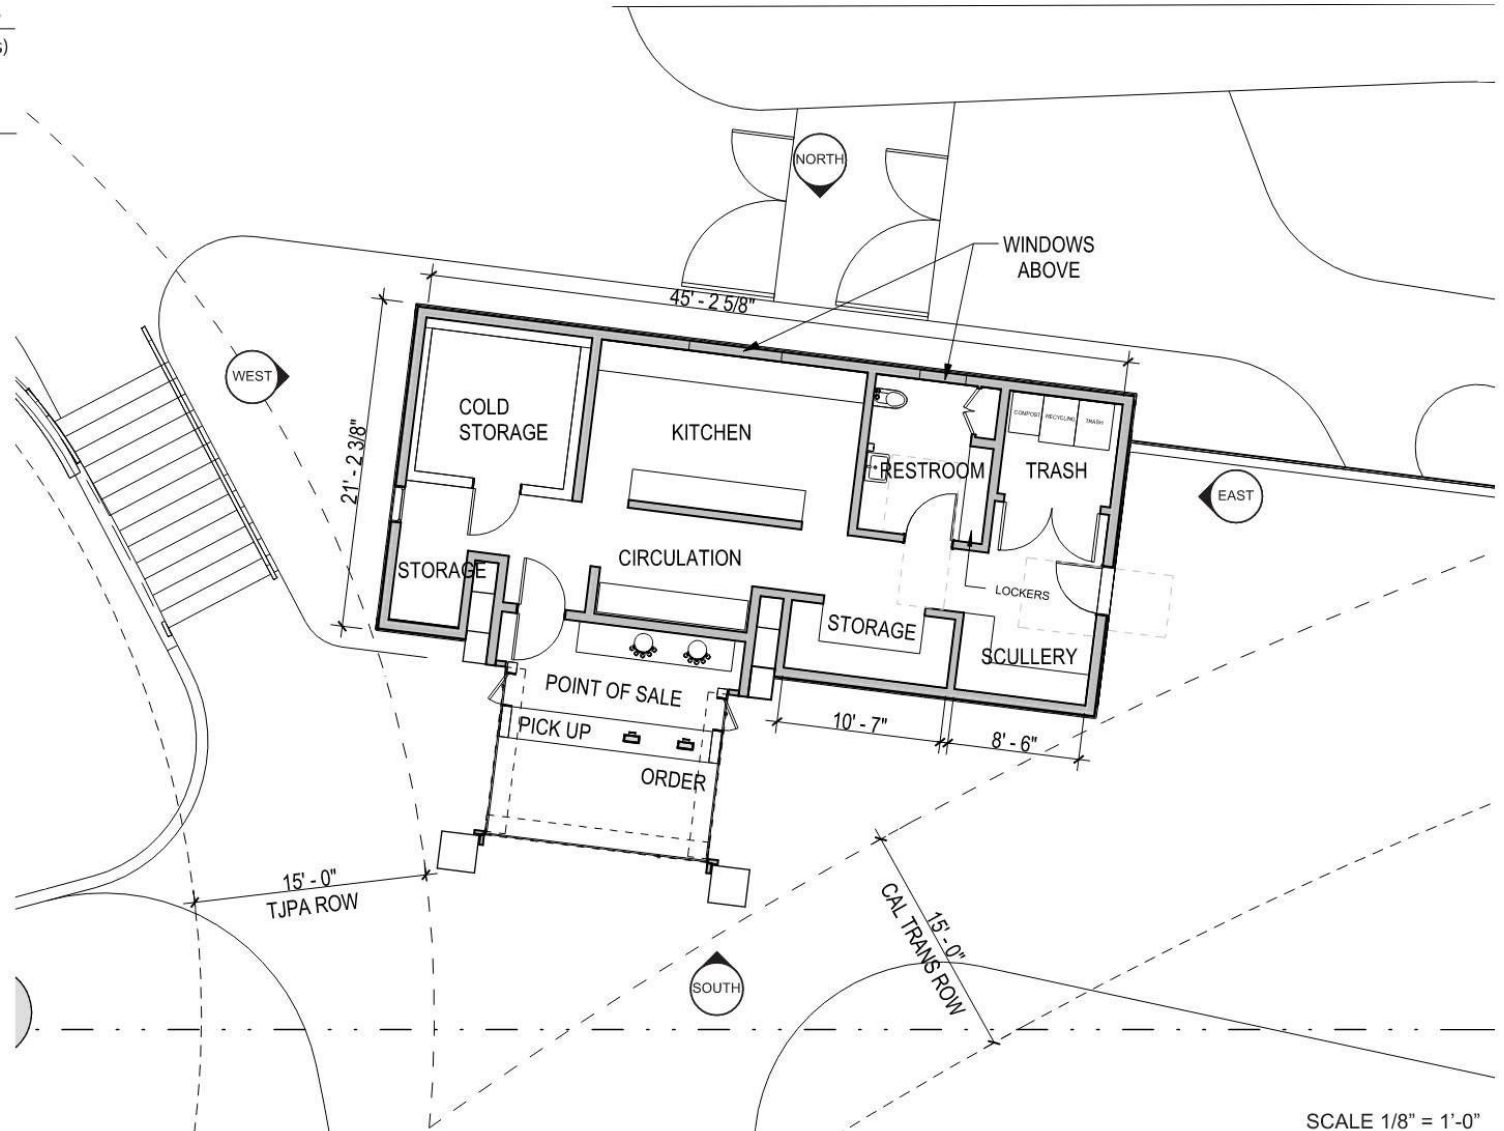 s)
NORTH
WINDOWS
ABOVE
45' - 2 5/8"
WEST
21' - 2 3/8"
COLD
STORAGE
KITCHEN
COMPOST
RECYCLING
TRASH
RESTROOM
TRASH
EAST
CIRCULATION
STORAGE
LOCKERS
STORAGE
SCULLERY
POINT OF SALE
PICK UP
10' - 7"
8' - 6"
ORDER
15' - 0"
TJPA ROW
15' - 0"
CAL TRANS ROW
SOUTH
SCALE 1/8" = 1'-0"